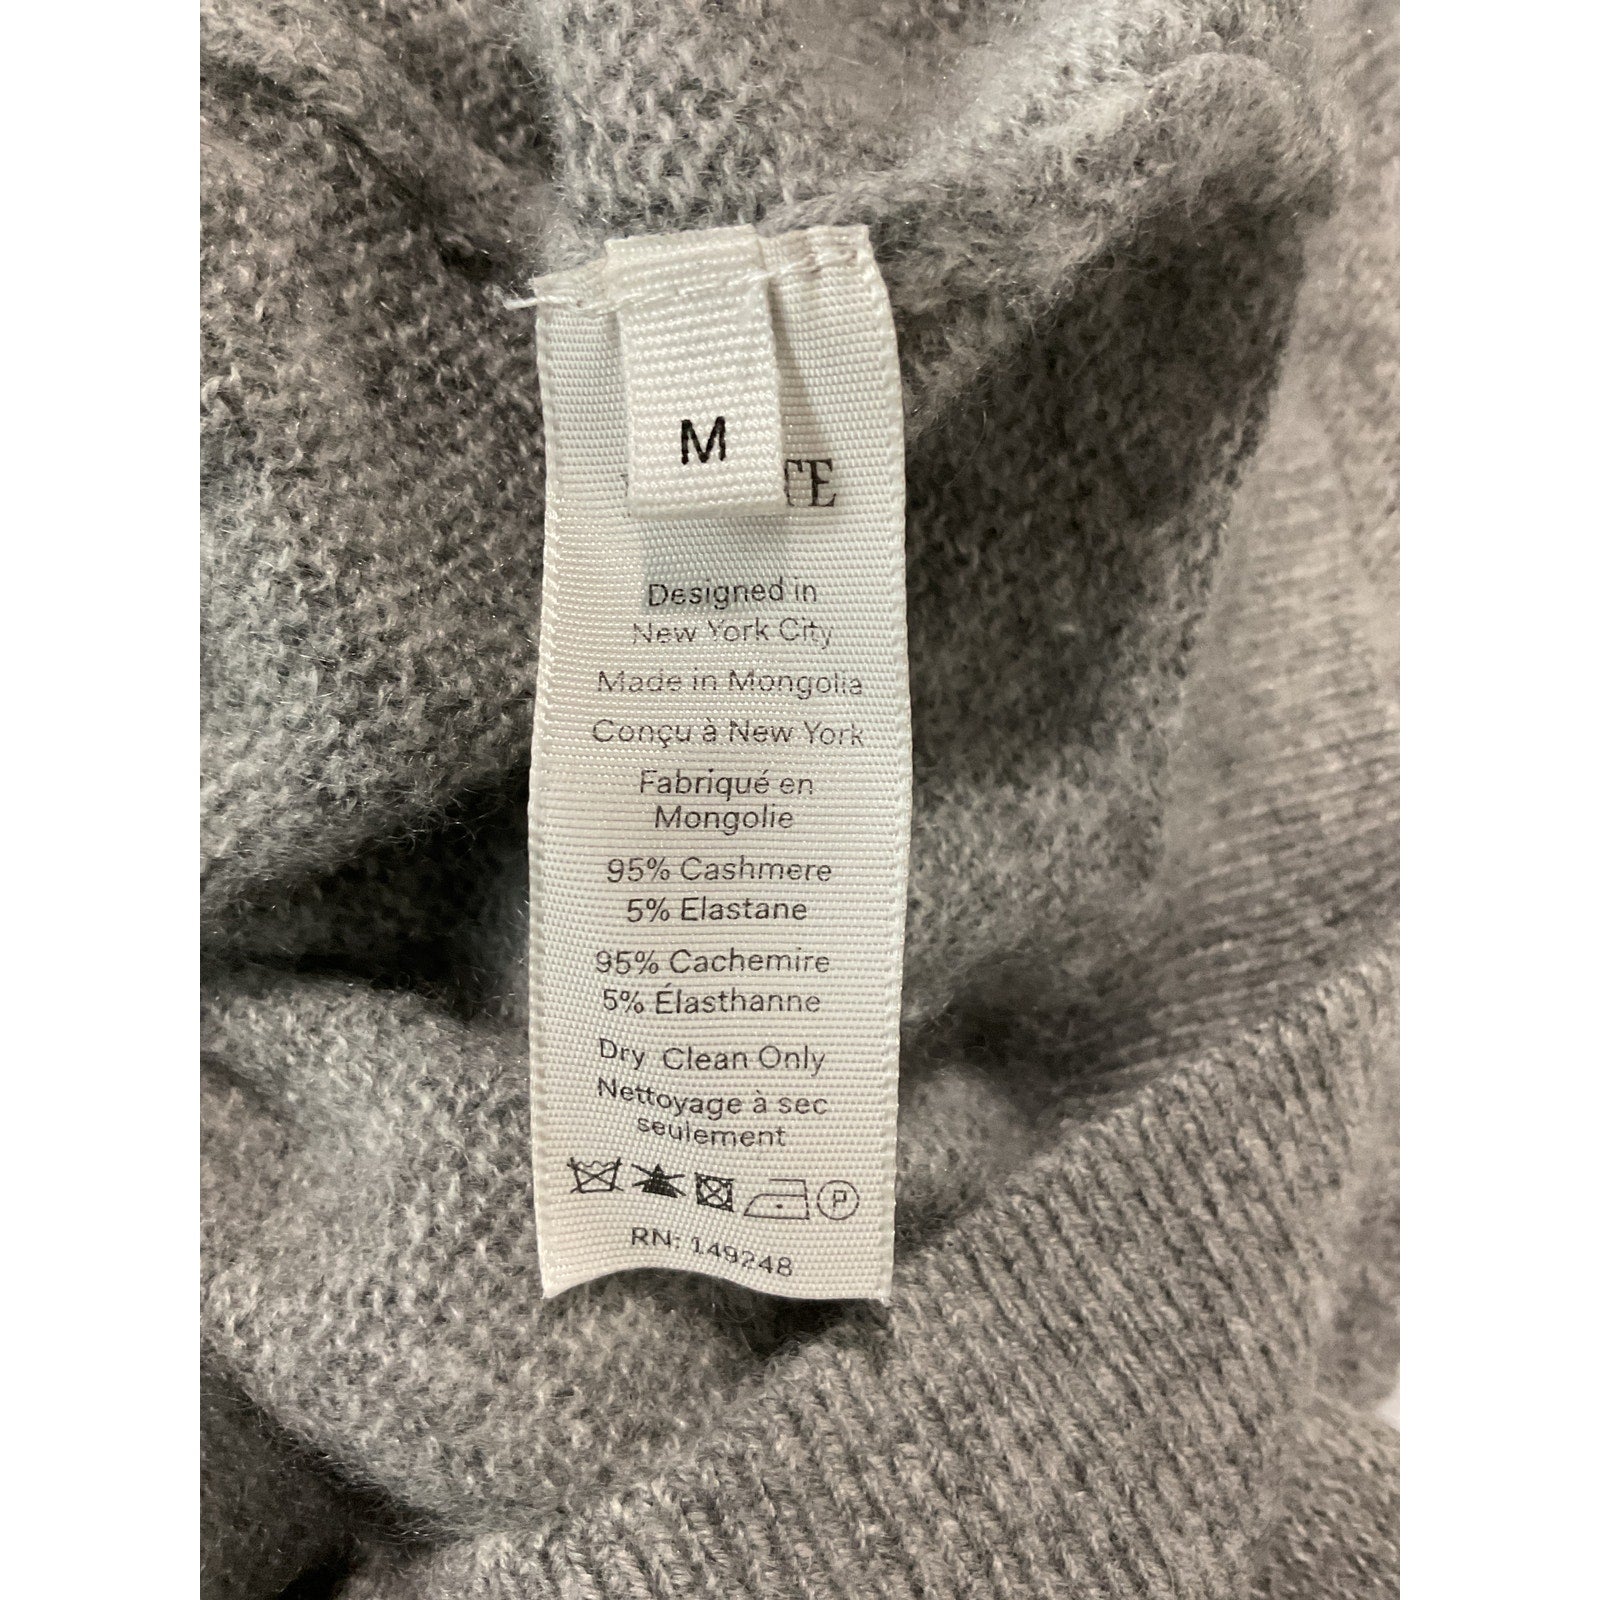 M
Designed in
New York City
Made in Mongolia
Conçu à New York
Fabriqué en
Mongolie
95% Cashmere
5% Elastane
95% Cachemire
5% Élasthanne
Dry Clean Only
Nettoyage à sec
seulement
P
RN: 149248